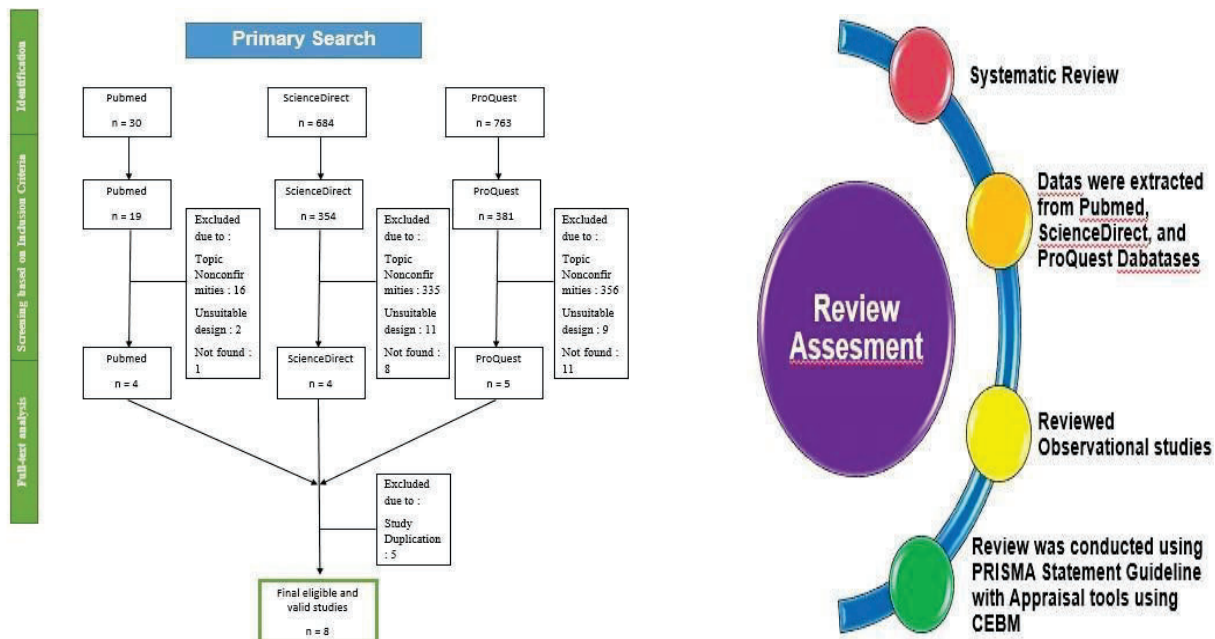 Primary Search
Identification
Screening based on Inclusion Criteria
Full-text analysis
Pubmed
n = 30
ScienceDirect
n = 684
ProQuest
n = 763
Pubmed
n = 19
ScienceDirect
n = 354
ProQuest
n = 381
Excluded
due to :
Topic
Nonconfir
mities : 16
Unsuitable
design : 2
Not found :
1
Excluded
due to :
Topic
Nonconfir
mities : 335
Unsuitable
design : 11
Not found :
8
Excluded
due to :
Topic
Nonconfir
mities : 356
Unsuitable
design : 9
Not found :
11
Pubmed
n = 4
ScienceDirect
n = 4
ProQuest
n = 5
Excluded
due to :
Study
Duplication
: 5
Final eligible and
valid studies
n = 8
Review
Assesment
Systematic Review
Datas were extracted
from Pubmed,
ScienceDirect, and
ProQuest Dabatases
Reviewed
Observational studies
Review was conducted using
PRISMA Statement Guideline
with Appraisal tools using
CEBM